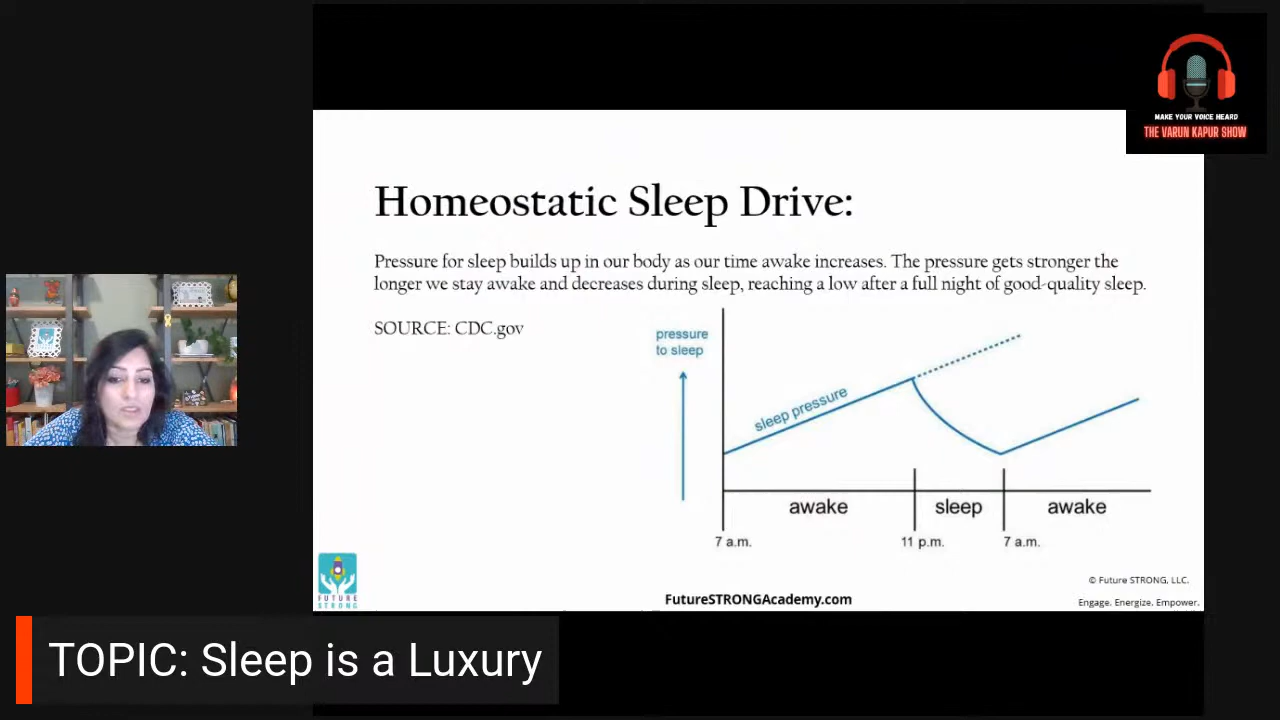 MAKE YOUR VOICE HEARD
THE VARUN KAPUR SHOW
Homeostatic Sleep Drive:
Pressure for sleep builds up in our body as our time awake increases. The pressure gets stronger the
longer we stay awake and decreases during sleep, reaching a low after a full night of good-quality sleep.
SOURCE: CDC.gov
pressure
to sleep
sleep pressure
awake
sleep
awake
7 a.m.
11 p.m.
7 a.m.
FUTURE
STRONG
© Future STRONG, LLC.
FutureSTRONGAcademy.com
Engage. Energize. Empower.
TOPIC: Sleep is a Luxury